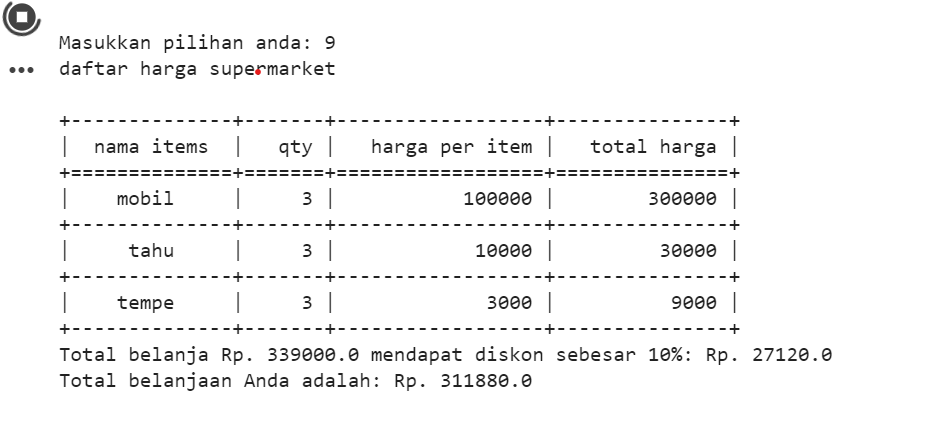 Masukkan pilihan anda: 9
daftar harga supermarket
+--------------+-------+-------------------+---------------+
|  nama items  |   qty |   harga per item |   total harga |
+==============+=======+==================+===============+
|    mobil     |     3 |           100000 |        300000 |
+--------------+-------+-------------------+---------------+
|     tahu     |     3 |            10000 |         30000 |
+--------------+-------+-------------------+---------------+
|    tempe     |     3 |             3000 |          9000 |
+--------------+-------+-------------------+---------------+
Total belanja Rp. 339000.0 mendapat diskon sebesar 10%: Rp. 27120.0
Total belanjaan Anda adalah: Rp. 311880.0